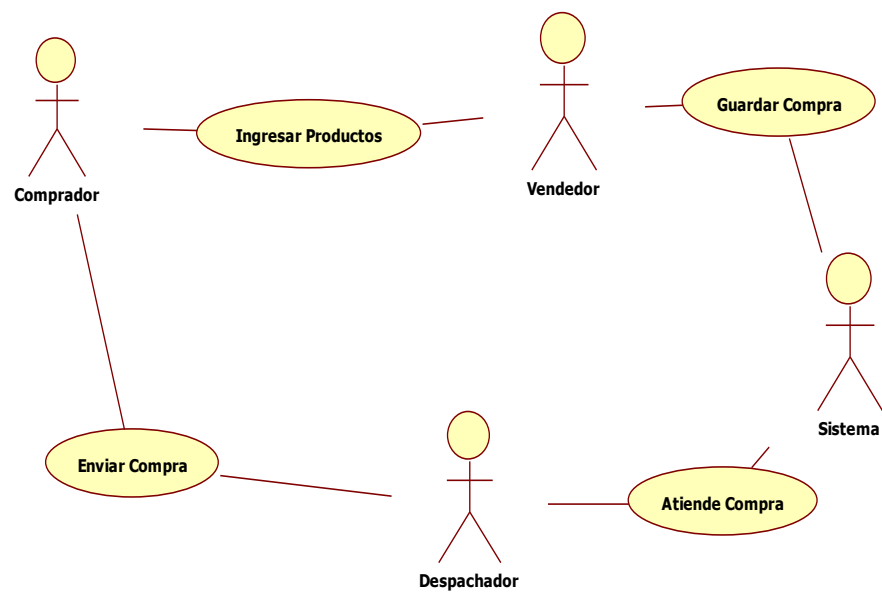 Guardar Compra
Ingresar Productos
Comprador
Vendedor
Sistema
Enviar Compra
Atiende Compra
Despachador